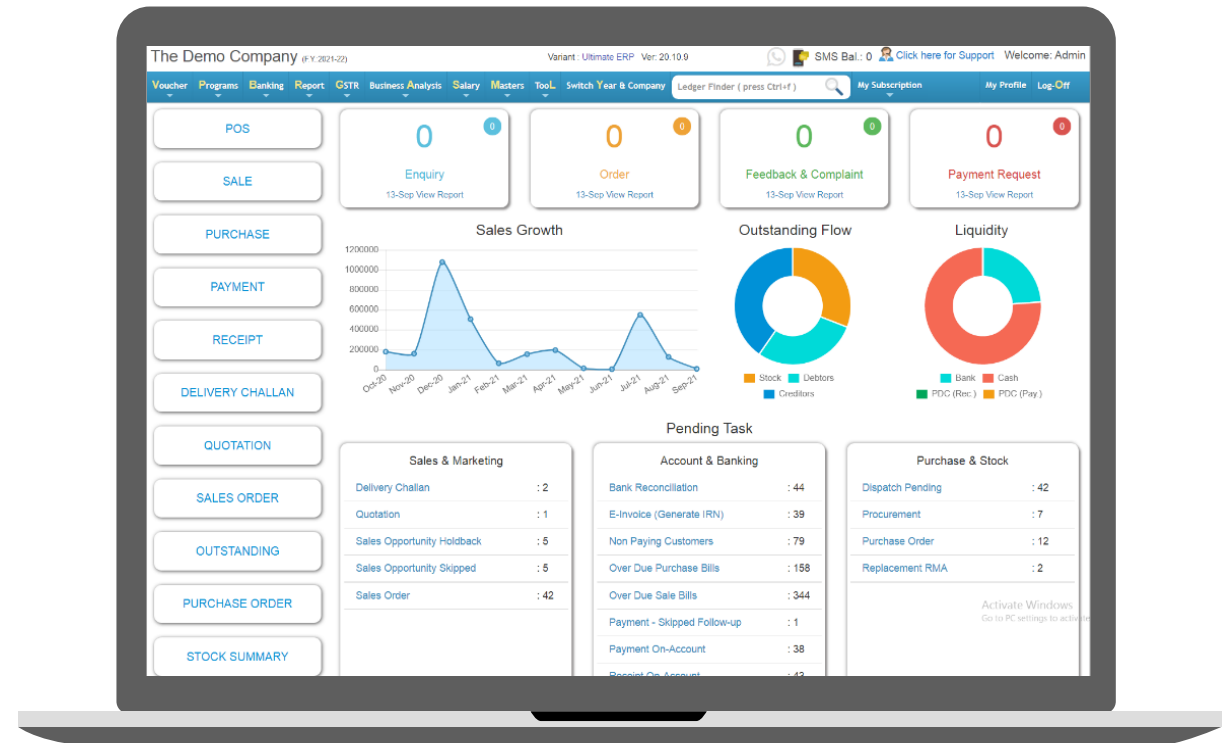 The Demo Company (F.Y.:2021-22)
Variant : Ultimate ERP Ver: 20.10.9
SMS Bal.: 0 Click here for Support Welcome: Admin
Voucher Programs Banking Report GSTR Business Analysis Salary Masters TooL Switch Year & Company Ledger Finder ( press Ctrl+f ) My Subscription My Profile Log-Off
POS
SALE
PURCHASE
PAYMENT
RECEIPT
DELIVERY CHALLAN
QUOTATION
SALES ORDER
OUTSTANDING
PURCHASE ORDER
STOCK SUMMARY
0 0
Enquiry
13-Sep View Report
0 0
Order
13-Sep View Report
0 0
Feedback & Complaint
13-Sep View Report
0 0
Payment Request
13-Sep View Report
Sales Growth
1200000
1000000
800000
600000
400000
200000
0
Oct-20 Nov-20 Dec-20 Jan-21 Feb-21 Mar-21 Apr-21 May-21 Jun-21 Jul-21 Aug-21 Sep-21
Outstanding Flow
Stock Debtors
Creditors
Liquidity
Bank Cash
PDC (Rec.) PDC (Pay.)
Pending Task
Sales & Marketing
Delivery Challan : 2
Quotation : 1
Sales Opportunity Holdback : 5
Sales Opportunity Skipped : 5
Sales Order : 42
Account & Banking
Bank Reconciliation : 44
E-Invoice (Generate IRN) : 39
Non Paying Customers : 79
Over Due Purchase Bills : 158
Over Due Sale Bills : 344
Payment - Skipped Follow-up : 1
Payment On-Account : 38
Receipt On-Account : 43
Purchase & Stock
Dispatch Pending : 42
Procurement : 7
Purchase Order : 12
Replacement RMA : 2
Activate Windows
Go to PC settings to activate